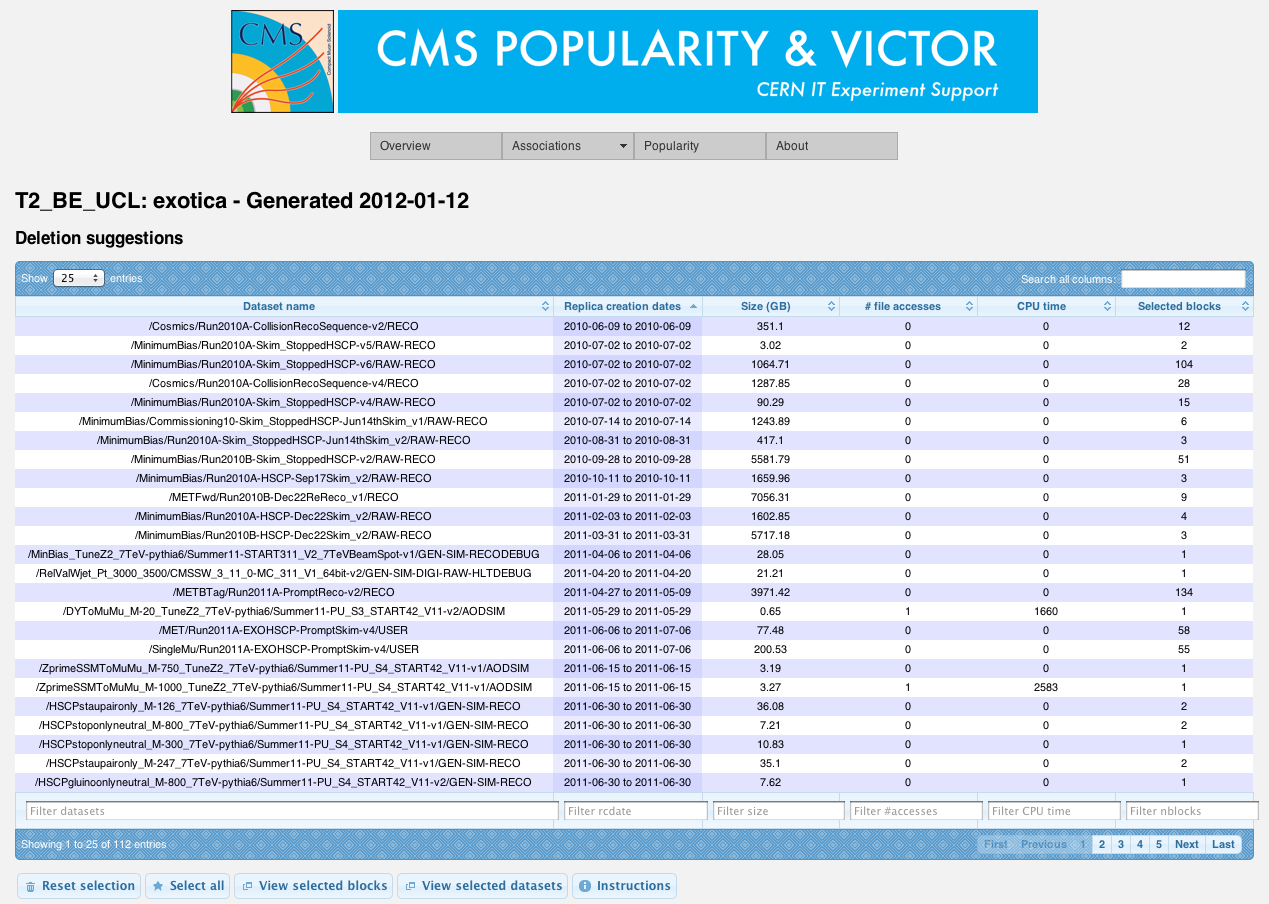 CMS
Compact Muon Solenoid
CMS POPULARITY & VICTOR
CERN IT Experiment Support
Overview Associations Popularity About
T2_BE_UCL: exotica - Generated 2012-01-12
Deletion suggestions
Show 25 entries Search all columns:
Dataset name Replica creation dates Size (GB) # file accesses CPU time Selected blocks
/Cosmics/Run2010A-CollisionRecoSequence-v2/RECO 2010-06-09 to 2010-06-09 351.1 0 0 12
/MinimumBias/Run2010A-Skim_StoppedHSCP-v5/RAW-RECO 2010-07-02 to 2010-07-02 3.02 0 0 2
/MinimumBias/Run2010A-Skim_StoppedHSCP-v6/RAW-RECO 2010-07-02 to 2010-07-02 1064.71 0 0 104
/Cosmics/Run2010A-CollisionRecoSequence-v4/RECO 2010-07-02 to 2010-07-02 1287.85 0 0 28
/MinimumBias/Run2010A-Skim_StoppedHSCP-v4/RAW-RECO 2010-07-02 to 2010-07-02 90.29 0 0 15
/MinimumBias/Commissioning10-Skim_StoppedHSCP-Jun14thSkim_v1/RAW-RECO 2010-07-14 to 2010-07-14 1243.89 0 0 6
/MinimumBias/Run2010A-Skim_StoppedHSCP-Jun14thSkim_v2/RAW-RECO 2010-08-31 to 2010-08-31 417.1 0 0 3
/MinimumBias/Run2010B-Skim_StoppedHSCP-v2/RAW-RECO 2010-09-28 to 2010-09-28 5581.79 0 0 51
/MinimumBias/Run2010A-HSCP-Sep17Skim_v2/RAW-RECO 2010-10-11 to 2010-10-11 1659.96 0 0 3
/METFwd/Run2010B-Dec22ReReco_v1/RECO 2011-01-29 to 2011-01-29 7056.31 0 0 9
/MinimumBias/Run2010A-HSCP-Dec22Skim_v2/RAW-RECO 2011-02-03 to 2011-02-03 1602.85 0 0 4
/MinimumBias/Run2010B-HSCP-Dec22Skim_v2/RAW-RECO 2011-03-31 to 2011-03-31 5717.18 0 0 3
/MinBias_TuneZ2_7TeV-pythia6/Summer11-START311_V2_7TeVBeamSpot-v1/GEN-SIM-RECODEBUG 2011-04-06 to 2011-04-06 28.05 0 0 1
/RelValWjet_Pt_3000_3500/CMSSW_3_11_0-MC_311_V1_64bit-v2/GEN-SIM-DIGI-RAW-HLTDEBUG 2011-04-20 to 2011-04-20 21.21 0 0 1
/METBTag/Run2011A-PromptReco-v2/RECO 2011-04-27 to 2011-05-09 3971.42 0 0 134
/DYToMuMu_M-20_TuneZ2_7TeV-pythia6/Summer11-PU_S3_START42_V11-v2/AODSIM 2011-05-29 to 2011-05-29 0.65 1 1660 1
/MET/Run2011A-EXOHSCP-PromptSkim-v4/USER 2011-06-06 to 2011-07-06 77.48 0 0 58
/SingleMu/Run2011A-EXOHSCP-PromptSkim-v4/USER 2011-06-06 to 2011-07-06 200.53 0 0 55
/ZprimeSSMToMuMu_M-750_TuneZ2_7TeV-pythia6/Summer11-PU_S4_START42_V11-v1/AODSIM 2011-06-15 to 2011-06-15 3.19 0 0 1
/ZprimeSSMToMuMu_M-1000_TuneZ2_7TeV-pythia6/Summer11-PU_S4_START42_V11-v1/AODSIM 2011-06-15 to 2011-06-15 3.27 1 2583 1
/HSCPstaupaironly_M-126_7TeV-pythia6/Summer11-PU_S4_START42_V11-v1/GEN-SIM-RECO 2011-06-30 to 2011-06-30 36.08 0 0 2
/HSCPstoponlyneutral_M-800_7TeV-pythia6/Summer11-PU_S4_START42_V11-v1/GEN-SIM-RECO 2011-06-30 to 2011-06-30 7.21 0 0 2
/HSCPstoponlyneutral_M-300_7TeV-pythia6/Summer11-PU_S4_START42_V11-v1/GEN-SIM-RECO 2011-06-30 to 2011-06-30 10.83 0 0 1
/HSCPstaupaironly_M-247_7TeV-pythia6/Summer11-PU_S4_START42_V11-v1/GEN-SIM-RECO 2011-06-30 to 2011-06-30 35.1 0 0 2
/HSCPgluinoonlyneutral_M-800_7TeV-pythia6/Summer11-PU_S4_START42_V11-v2/GEN-SIM-RECO 2011-06-30 to 2011-06-30 7.62 0 0 1
Filter datasets Filter rcdate Filter size Filter #accesses Filter CPU time Filter nblocks
Showing 1 to 25 of 112 entries First Previous 1 2 3 4 5 Next Last
Reset selection Select all View selected blocks View selected datasets Instructions